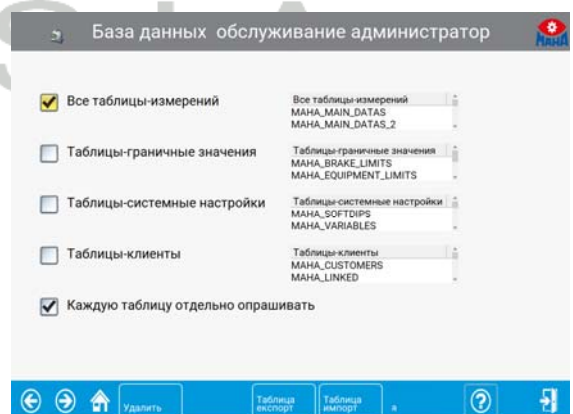 База данных обслуживание администратор
MAHA
Все таблицы-измерений
Все таблицы-измерений
MAHA_MAIN_DATAS
MAHA_MAIN_DATAS_2
Таблицы-граничные значения
Таблицы-граничные значения
MAHA_BRAKE_LIMITS
MAHA_EQUIPMENT_LIMITS
Таблицы-системные настройки
Таблицы-системные настройки
MAHA_SOFTDIPS
MAHA_VARIABLES
Таблицы-клиенты
Таблицы-клиенты
MAHA_CUSTOMERS
MAHA_LINKED
Каждую таблицу отдельно опрашивать
Удалить
Таблица
експорт
Таблица
импорт
а
?